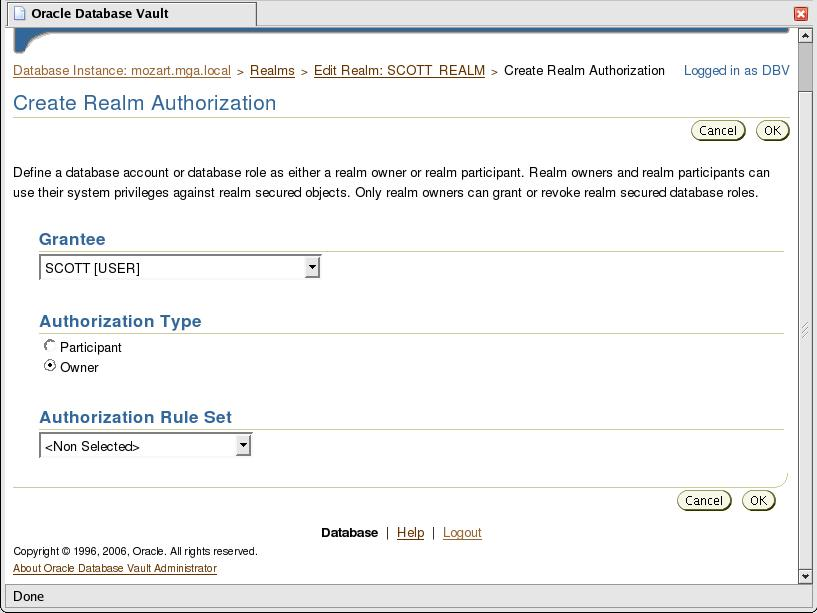 Oracle Database Vault
Database Instance: mozart.mga.local > Realms > Edit Realm: SCOTT_REALM > Create Realm Authorization Logged in as DBV
Create Realm Authorization
Cancel OK
Define a database account or database role as either a realm owner or realm participant. Realm owners and realm participants can
use their system privileges against realm secured objects. Only realm owners can grant or revoke realm secured database roles.
Grantee
SCOTT [USER]
Authorization Type
Participant
Owner
Authorization Rule Set
<Non Selected>
Cancel OK
Database | Help | Logout
Copyright © 1996, 2006, Oracle. All rights reserved.
About Oracle Database Vault Administrator
Done